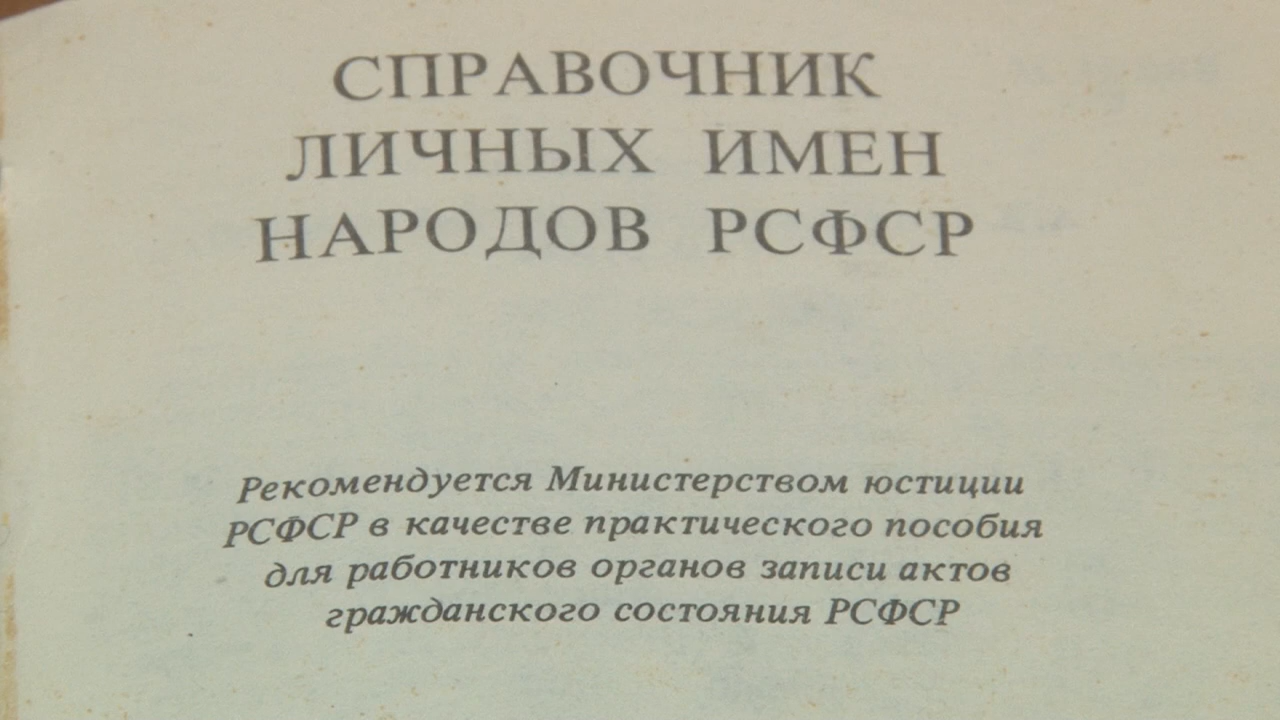 СПРАВОЧНИК
ЛИЧНЫХ ИМЕН
НАРОДОВ РСФСР
Рекомендуется Министерством юстиции
РСФСР в качестве практического пособия
для работников органов записи актов
гражданского состояния РСФСР